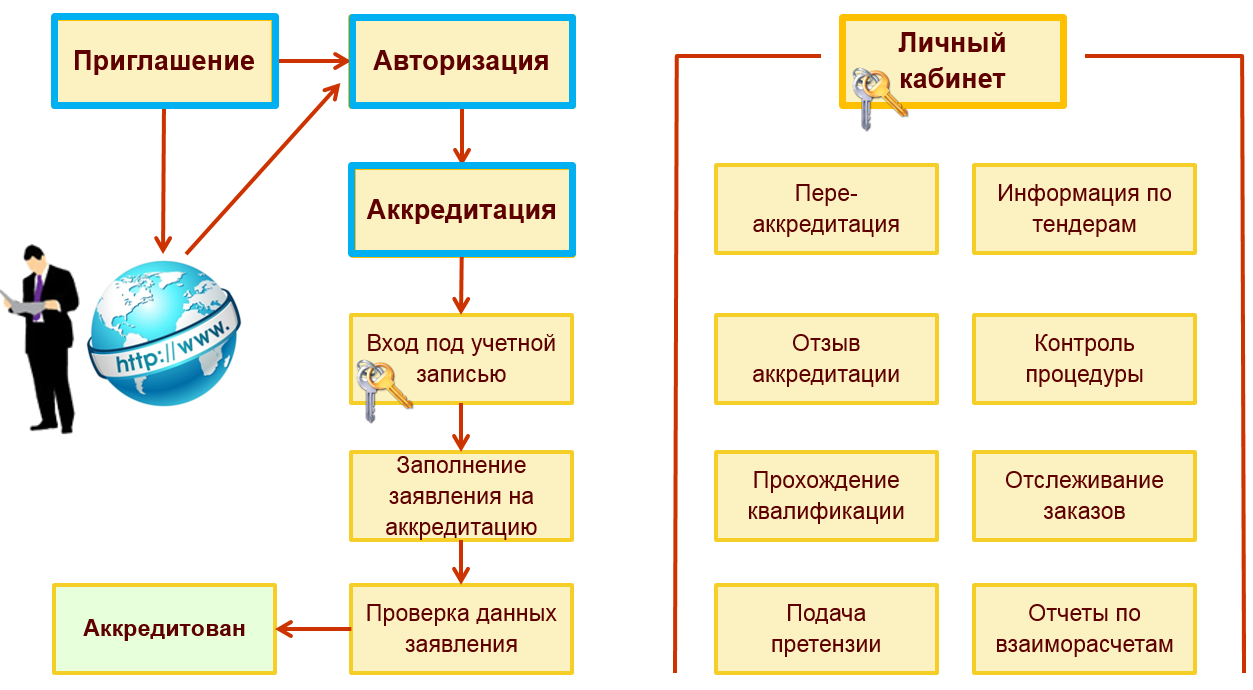 Приглашение
Авторизация
Аккредитация
http://www.
Вход под учетной
записью
Заполнение
заявления на
аккредитацию
Проверка данных
заявления
Аккредитован
Личный
кабинет
Пере-
аккредитация
Информация по
тендерам
Отзыв
аккредитации
Контроль
процедуры
Прохождение
квалификации
Отслеживание
заказов
Подача
претензии
Отчеты по
взаиморасчетам